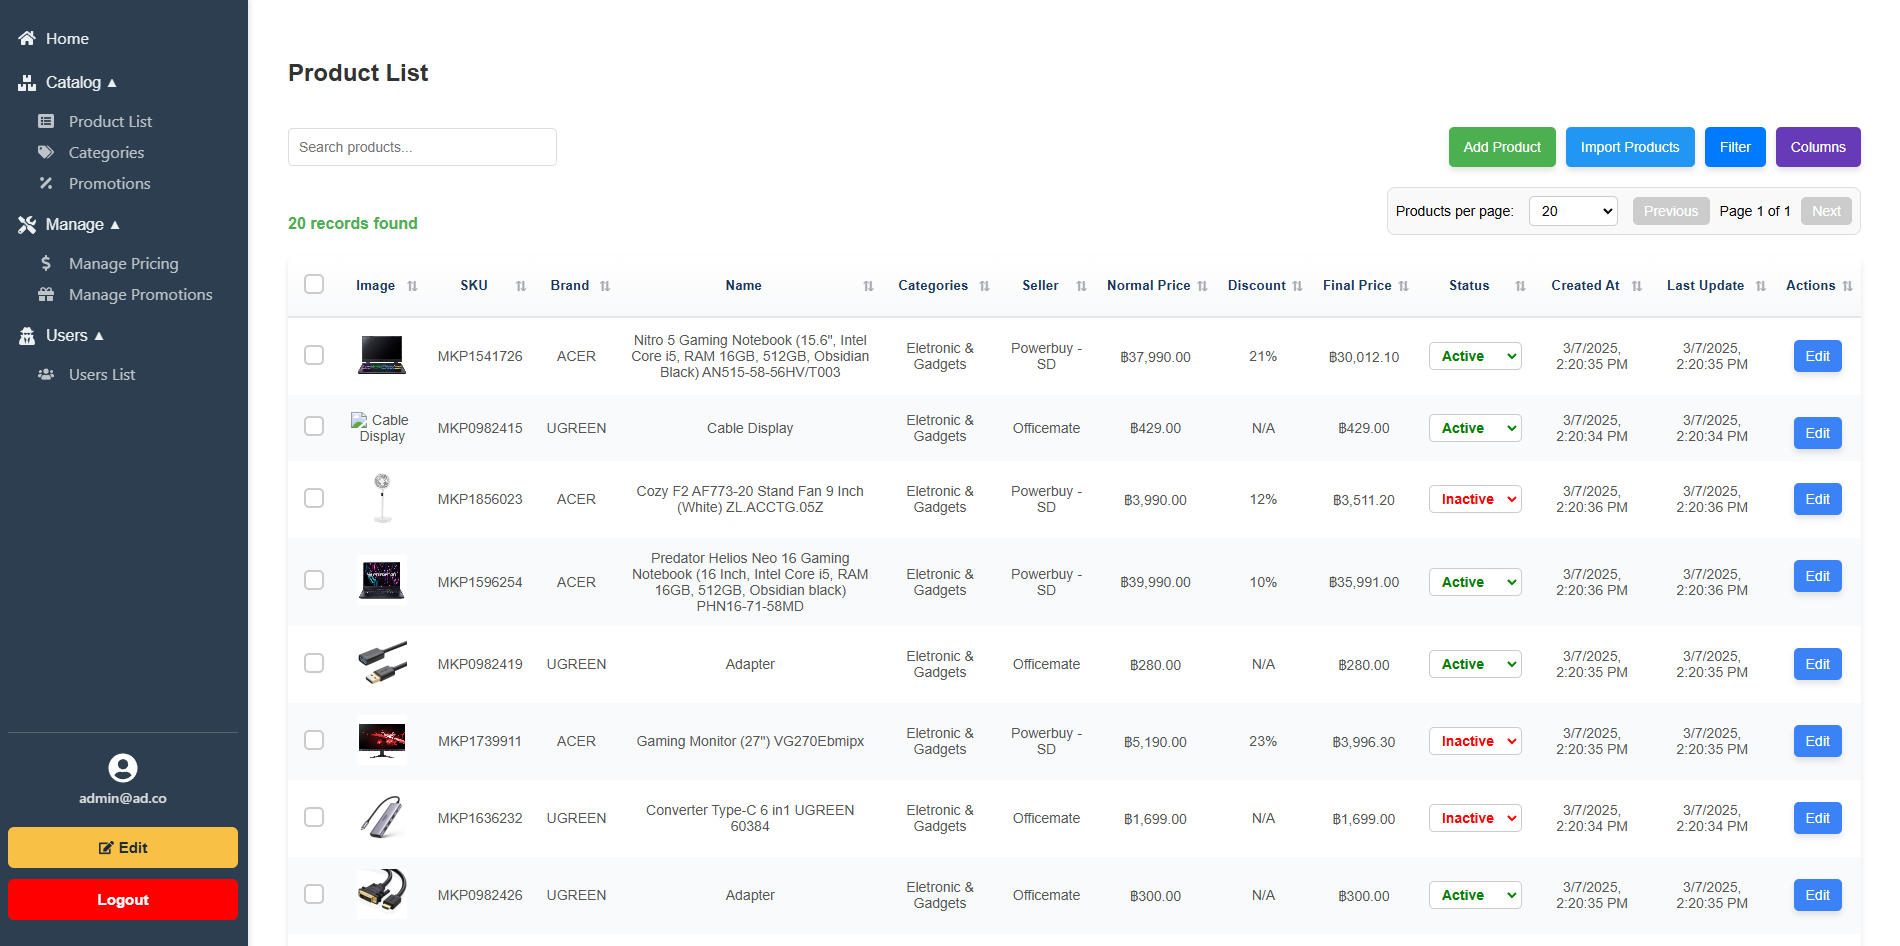 Home
Catalog ▲
Product List
Categories
Promotions
Manage ▲
Manage Pricing
Manage Promotions
Users ▲
Users List
admin@ad.co
Edit
Logout
Product List
Search products...
Add Product
Import Products
Filter
Columns
20 records found
Products per page: 20 Previous Page 1 of 1 Next
Image SKU Brand Name Categories Seller Normal Price Discount Final Price Status Created At Last Update Actions
MKP1541726 ACER
Nitro 5 Gaming Notebook (15.6", Intel
Core i5, RAM 16GB, 512GB, Obsidian
Black) AN515-58-56HV/T003
Eletronic &
Gadgets
Powerbuy -
SD
฿37,990.00 21% ฿30,012.10 Active
3/7/2025,
2:20:35 PM
3/7/2025,
2:20:35 PM
Edit
Cable
Display
MKP0982415 UGREEN Cable Display
Eletronic &
Gadgets
Officemate ฿429.00 N/A ฿429.00 Active
3/7/2025,
2:20:34 PM
3/7/2025,
2:20:34 PM
Edit
MKP1856023 ACER
Cozy F2 AF773-20 Stand Fan 9 Inch
(White) ZL.ACCTG.05Z
Eletronic &
Gadgets
Powerbuy -
SD
฿3,990.00 12% ฿3,511.20 Inactive
3/7/2025,
2:20:36 PM
3/7/2025,
2:20:36 PM
Edit
MKP1596254 ACER
Predator Helios Neo 16 Gaming
Notebook (16 Inch, Intel Core i5, RAM
16GB, 512GB, Obsidian black)
PHN16-71-58MD
Eletronic &
Gadgets
Powerbuy -
SD
฿39,990.00 10% ฿35,991.00 Active
3/7/2025,
2:20:36 PM
3/7/2025,
2:20:36 PM
Edit
MKP0982419 UGREEN Adapter
Eletronic &
Gadgets
Officemate ฿280.00 N/A ฿280.00 Active
3/7/2025,
2:20:35 PM
3/7/2025,
2:20:35 PM
Edit
MKP1739911 ACER Gaming Monitor (27") VG270Ebmipx
Eletronic &
Gadgets
Powerbuy -
SD
฿5,190.00 23% ฿3,996.30 Inactive
3/7/2025,
2:20:35 PM
3/7/2025,
2:20:35 PM
Edit
MKP1636232 UGREEN
Converter Type-C 6 in1 UGREEN
60384
Eletronic &
Gadgets
Officemate ฿1,699.00 N/A ฿1,699.00 Inactive
3/7/2025,
2:20:34 PM
3/7/2025,
2:20:34 PM
Edit
MKP0982426 UGREEN Adapter
Eletronic &
Gadgets
Officemate ฿300.00 N/A ฿300.00 Active
3/7/2025,
2:20:35 PM
3/7/2025,
2:20:35 PM
Edit